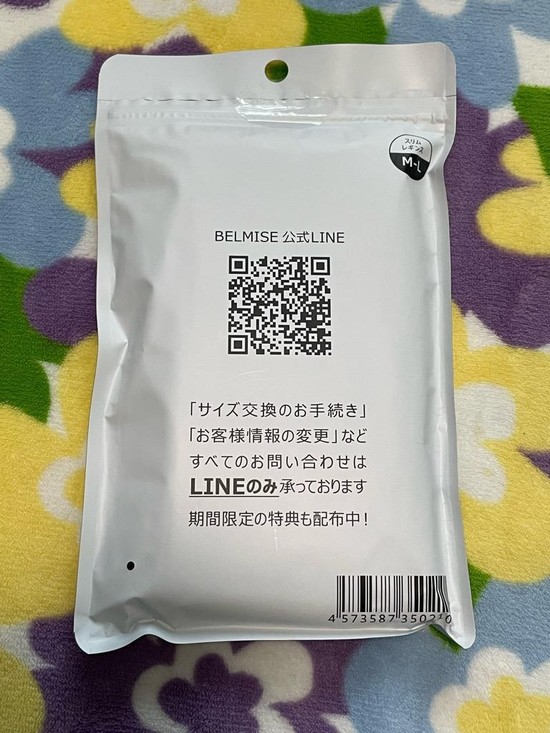 スリム
レギンス
M-L
BELMISE 公式LINE
「サイズ交換のお手続き」
「お客様情報の変更」など
すべてのお問い合わせは
LINEのみ承っております
期間限定の特典も配布中！
4 573587 350210